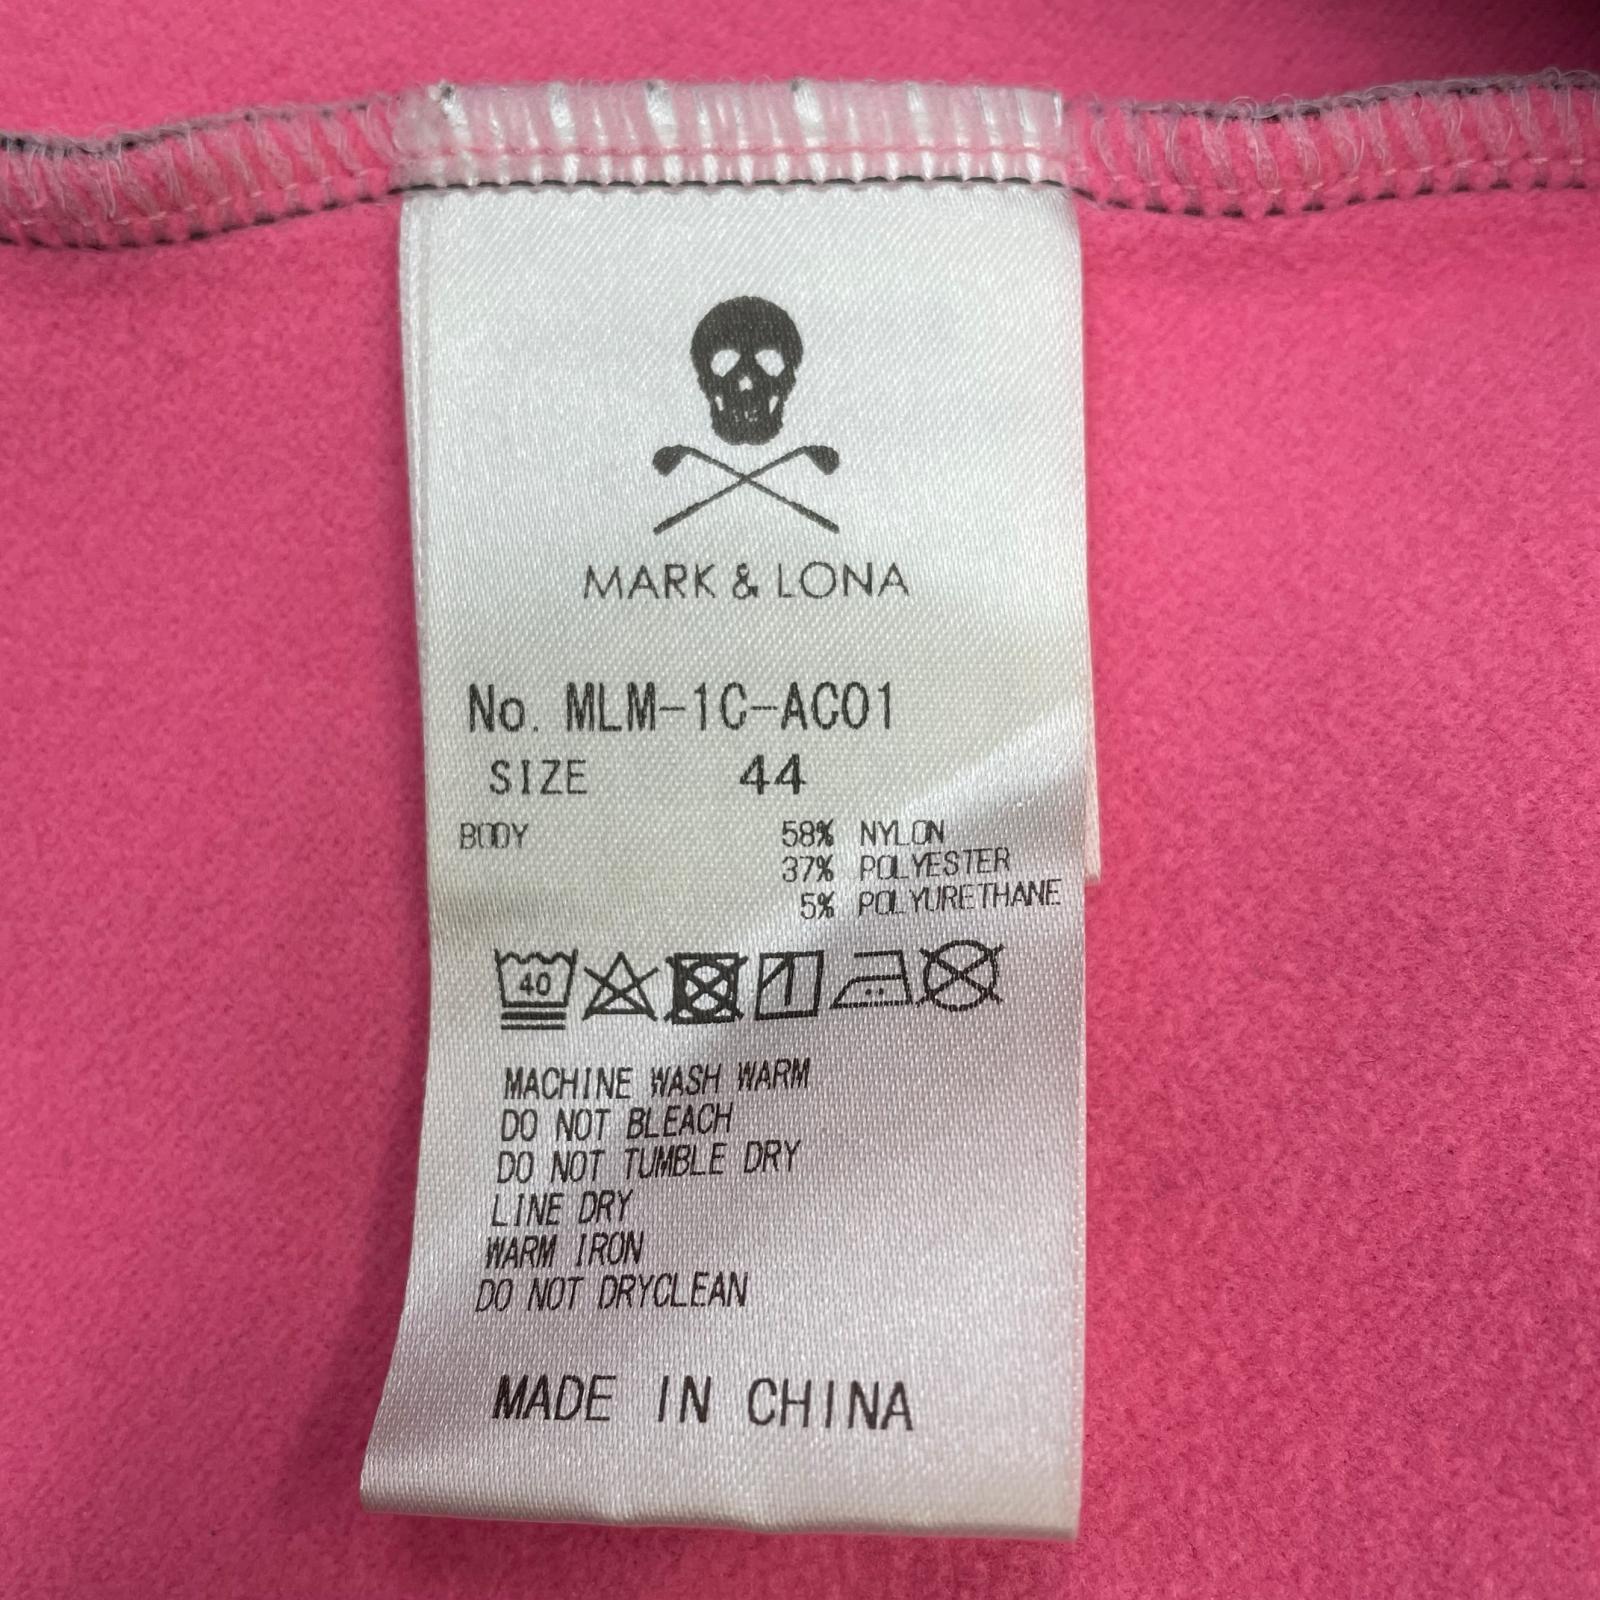 MARK & LONA
No. MLM-1C-AC01
SIZE 44
BODY 58% NYLON
37% POLYESTER
5% POLYURETHANE
40
MACHINE WASH WARM
DO NOT BLEACH
DO NOT TUMBLE DRY
LINE DRY
WARM IRON
DO NOT DRYCLEAN
MADE IN CHINA